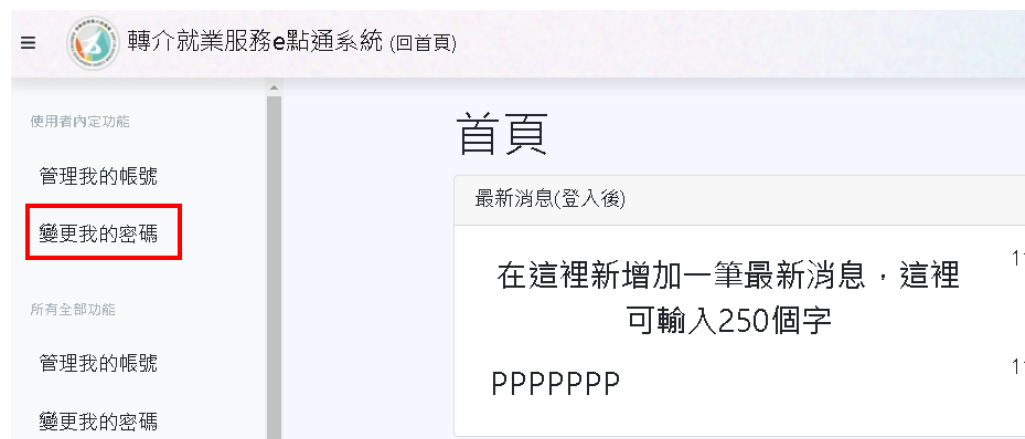 ≡ 轉介就業服務e點通系統 (回首頁)
使用者內定功能
管理我的帳號
變更我的密碼
所有全部功能
管理我的帳號
變更我的密碼
首頁
最新消息(登入後)
在這裡新增加一筆最新消息，這裡
可輸入250個字
PPPPPPP